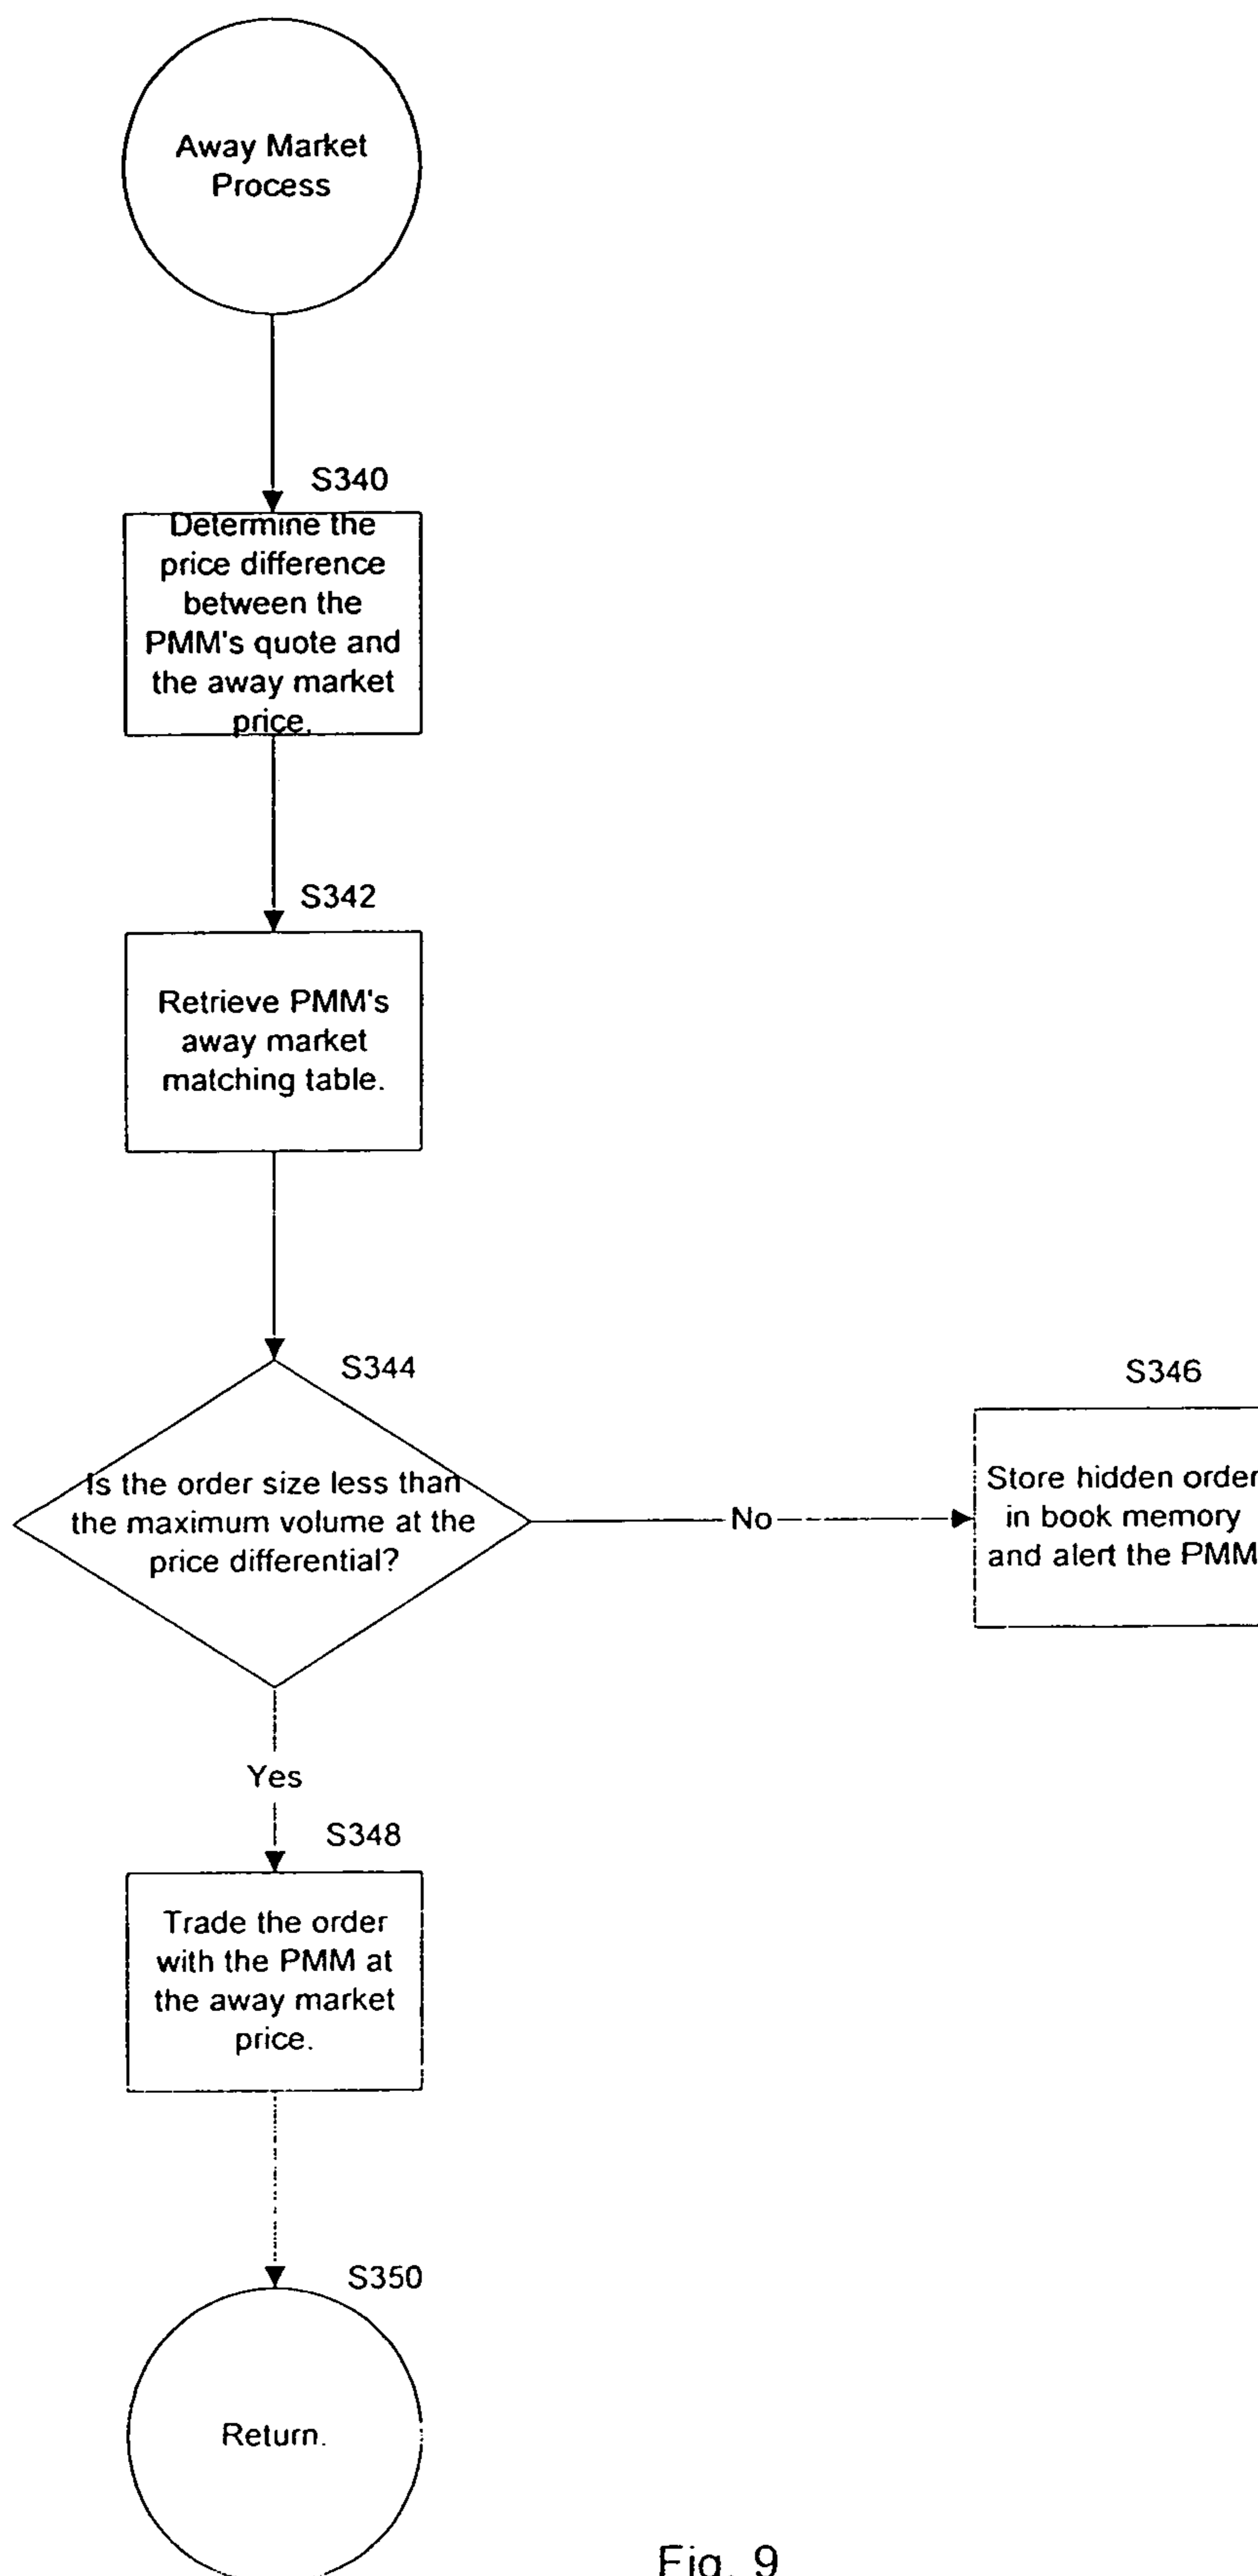 Away Market
Process
S340
Determine the
price difference
between the
PMM's quote and
the away market
price.
S342
Retrieve PMM's
away market
matching table.
S344
Is the order size less than
the maximum volume at the
price differential?
No
S346
Store hidden order
in book memory
and alert the PMM
Yes
S348
Trade the order
with the PMM at
the away market
price.
S350
Return.
Fig. 9